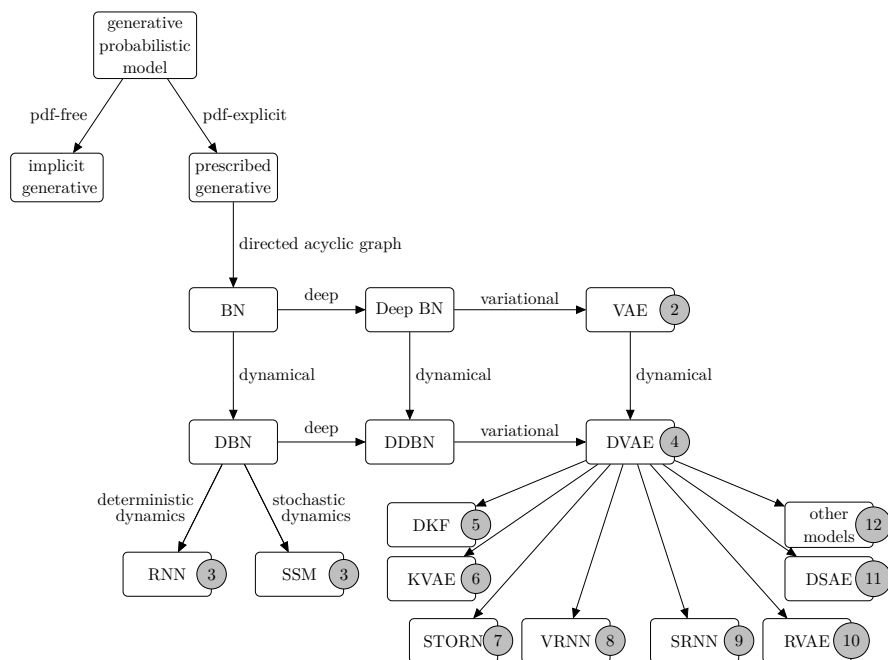 generative
probabilistic
model
pdf-free
pdf-explicit
implicit
generative
prescribed
generative
directed acyclic graph
BN
deep
Deep BN
variational
VAE
2
dynamical
dynamical
dynamical
DBN
deep
DDBN
variational
DVAE
4
deterministic
dynamics
stochastic
dynamics
RNN
3
SSM
3
DKF
5
other
models
12
KVAE
6
DSAE
11
STORN
7
VRNN
8
SRNN
9
RVAE
10